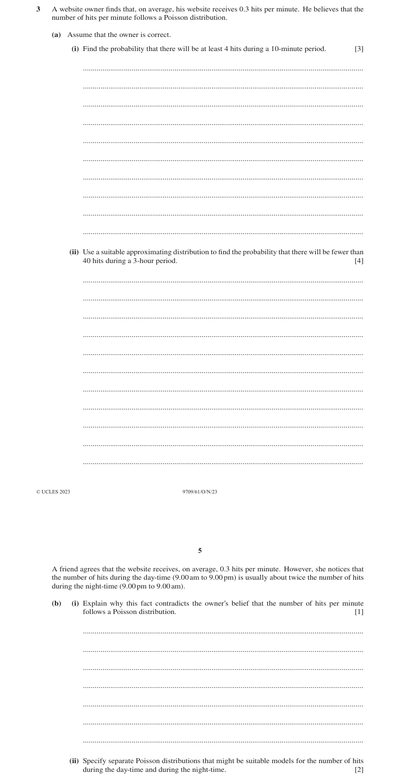 3 A website owner finds that, on average, his website receives 0.3 hits per minute. He believes that the
number of hits per minute follows a Poisson distribution.
(a) Assume that the owner is correct.
(i) Find the probability that there will be at least 4 hits during a 10-minute period. [3]
(ii) Use a suitable approximating distribution to find the probability that there will be fewer than
40 hits during a 3-hour period. [4]
© UCLES 2023 9709/61/O/N/23
5
A friend agrees that the website receives, on average, 0.3 hits per minute. However, she notices that
the number of hits during the day-time (9.00 am to 9.00 pm) is usually about twice the number of hits
during the night-time (9.00 pm to 9.00 am).
(b) (i) Explain why this fact contradicts the owner's belief that the number of hits per minute
follows a Poisson distribution. [1]
(ii) Specify separate Poisson distributions that might be suitable models for the number of hits
during the day-time and during the night-time. [2]